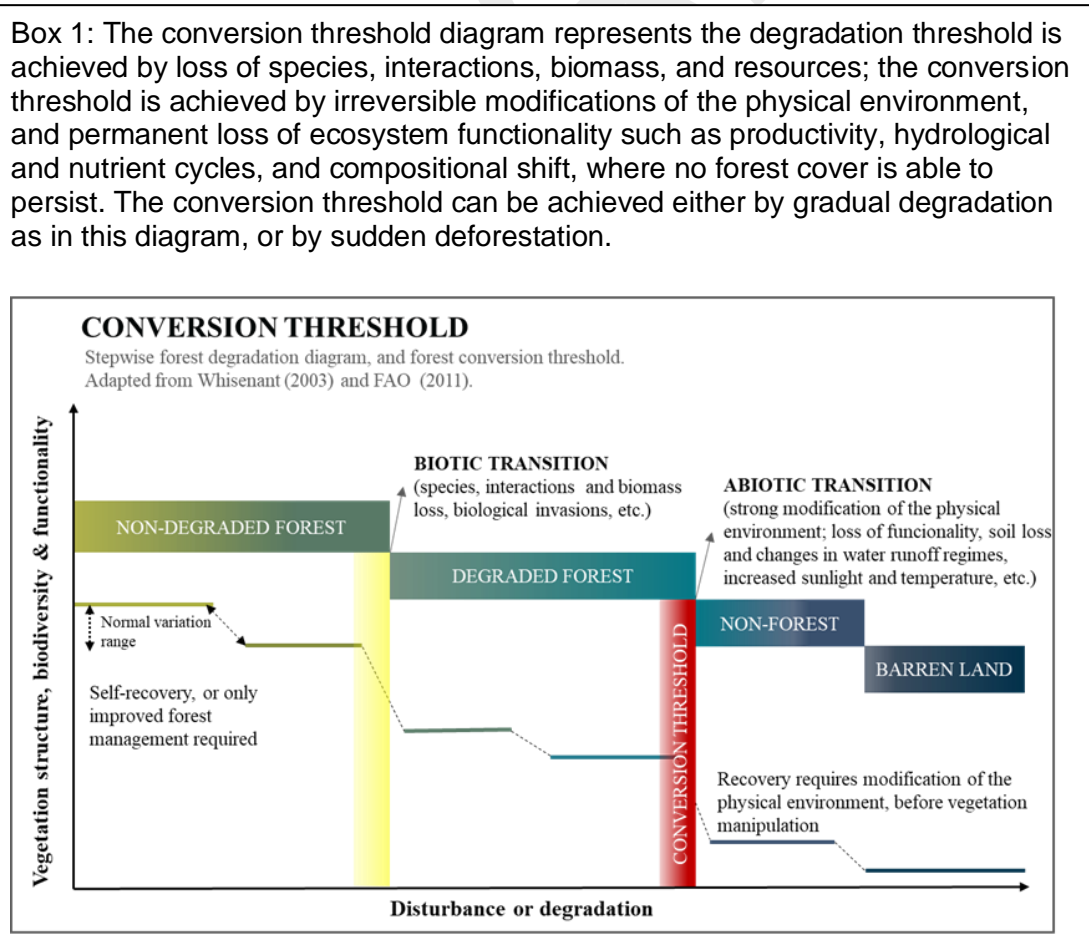 Box 1: The conversion threshold diagram represents the degradation threshold is
achieved by loss of species, interactions, biomass, and resources; the conversion
threshold is achieved by irreversible modifications of the physical environment,
and permanent loss of ecosystem functionality such as productivity, hydrological
and nutrient cycles, and compositional shift, where no forest cover is able to
persist. The conversion threshold can be achieved either by gradual degradation
as in this diagram, or by sudden deforestation.
CONVERSION THRESHOLD
Stepwise forest degradation diagram, and forest conversion threshold.
Adapted from Whisenant (2003) and FAO (2011).
Vegetation structure, biodiversity & functionality
NON-DEGRADED FOREST
BIOTIC TRANSITION
(species, interactions and biomass
loss, biological invasions, etc.)
DEGRADED FOREST
ABIOTIC TRANSITION
(strong modification of the physical
environment; loss of funcionality, soil loss
and changes in water runoff regimes,
increased sunlight and temperature, etc.)
NON-FOREST
BARREN LAND
Normal variation
range
Self-recovery, or only
improved forest
management required
CONVERSION THRESHOLD
Recovery requires modification of the
physical environment, before vegetation
manipulation
Disturbance or degradation